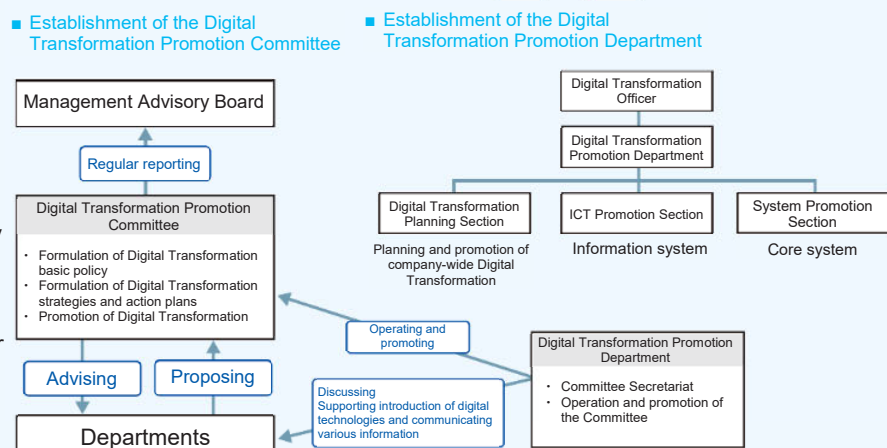 ■ Establishment of the Digital
Transformation Promotion Committee
Management Advisory Board
Regular reporting
Digital Transformation Promotion
Committee
・ Formulation of Digital Transformation
basic policy
・ Formulation of Digital Transformation
strategies and action plans
・ Promotion of Digital Transformation
Advising
Proposing
Departments
■ Establishment of the Digital
Transformation Promotion Department
Digital Transformation
Officer
Digital Transformation
Promotion Department
Digital Transformation
Planning Section
Planning and promotion of
company-wide Digital
Transformation
ICT Promotion Section
Information system
System Promotion
Section
Core system
Operating and
promoting
Discussing
Supporting introduction of digital
technologies and communicating
various information
Digital Transformation Promotion
Department
・ Committee Secretariat
・ Operation and promotion of
the Committee